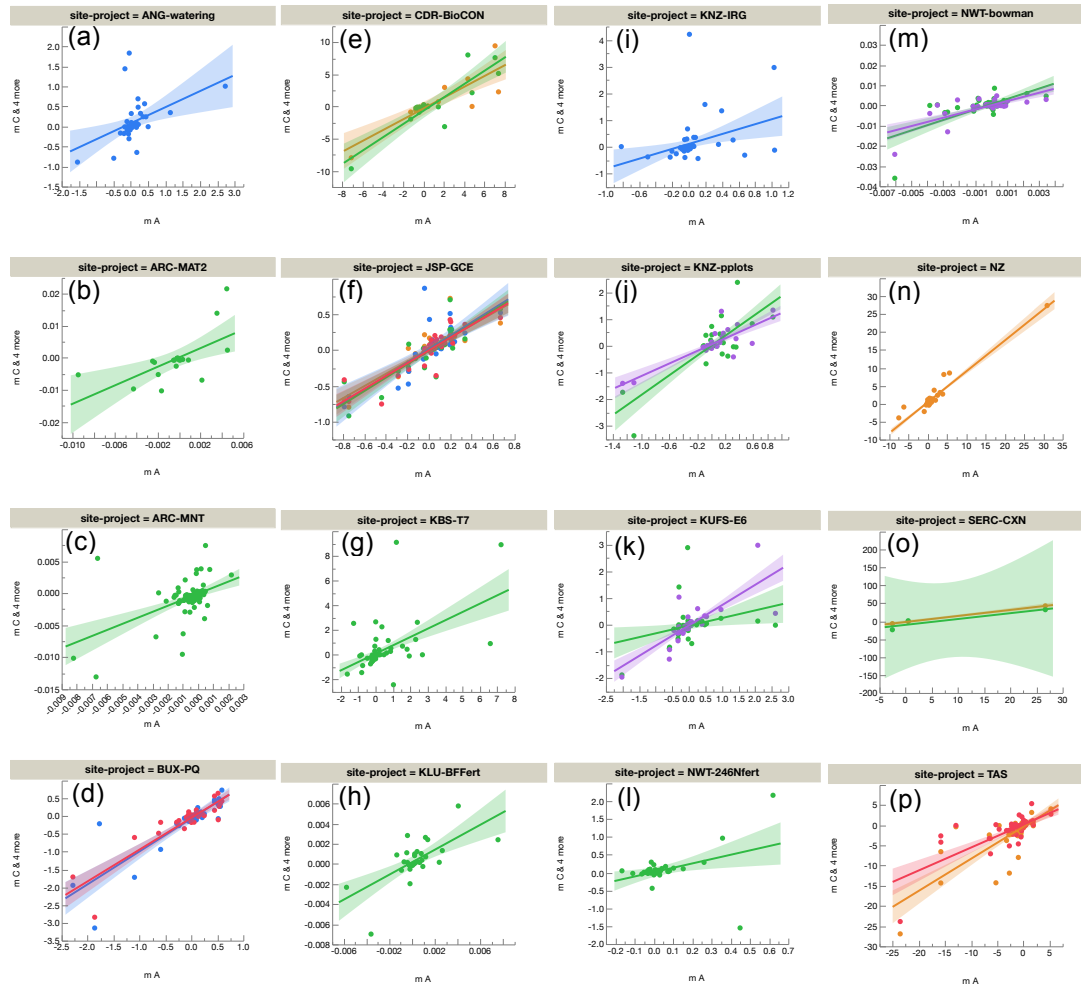 site-project = ANG-watering
(a)
m C & 4 more
2.0
1.5
1.0
0.5
0.0
-0.5
-1.0
-1.5
-2.0 -1.5 -0.5 0.0 0.5 1.0 1.5 2.0 2.5 3.0
m A
site-project = CDR-BioCON
(e)
m C & 4 more
10
5
0
-5
-10
-8 -6 -4 -2 0 2 4 6 8
m A
site-project = KNZ-IRG
(i)
m C & 4 more
4
3
2
1
0
-1
-2
-1.0 -0.6 -0.2 0.0 0.2 0.4 0.6 0.8 1.0 1.2
m A
site-project = NWT-bowman
(m)
m C & 4 more
0.03
0.02
0.01
0.00
-0.01
-0.02
-0.03
-0.04
-0.007 -0.005 -0.003 -0.001 0.001 0.003
m A
site-project = ARC-MAT2
(b)
m C & 4 more
0.02
0.01
0.00
-0.01
-0.02
-0.010 -0.006 -0.002 0.002 0.006
m A
site-project = JSP-GCE
(f)
m C & 4 more
1.0
0.5
0.0
-0.5
-1.0
-0.8 -0.6 -0.4 -0.2 0.0 0.2 0.4 0.6 0.8
m A
site-project = KNZ-pplots
(j)
m C & 4 more
3
2
1
0
-1
-2
-3
-1.4 -1.0 -0.6 -0.2 0.2 0.4 0.6 0.8
m A
site-project = NZ
(n)
m C & 4 more
30
25
20
15
10
5
0
-5
-10
-10 -5 0 5 10 15 20 25 30 35
m A
site-project = ARC-MNT
(c)
m C & 4 more
0.005
0.000
-0.005
-0.010
-0.015
-0.009 -0.008 -0.007 -0.006 -0.005 -0.004 -0.003 -0.002 -0.001 0.00 0.001 0.002 0.003
m A
site-project = KBS-T7
(g)
m C & 4 more
8
6
4
2
0
-2
-2 -1 0 1 2 3 4 5 6 7 8
m A
site-project = KUFS-E6
(k)
m C & 4 more
3
2
1
0
-1
-2
-2.5 -1.5 -0.5 0.0 0.5 1.0 1.5 2.0 2.5 3.0
m A
site-project = SERC-CXN
(o)
m C & 4 more
200
150
100
50
0
-50
-100
-150
-200
-5 0 5 10 15 20 25 30
m A
site-project = BUX-PQ
(d)
m C & 4 more
1.0
0.5
0.0
-0.5
-1.0
-1.5
-2.0
-2.5
-3.0
-3.5
-2.5 -2.0 -1.5 -1.0 -0.5 0.0 0.5 1.0
m A
site-project = KLU-BFFert
(h)
m C & 4 more
0.006
0.002
-0.002
-0.006
-0.008
-0.006 -0.002 0.002 0.006
m A
site-project = NWT-246Nfert
(l)
m C & 4 more
2.0
1.5
1.0
0.5
0.0
-0.5
-1.0
-1.5
-2.0
-0.2 -0.1 0.0 0.1 0.2 0.3 0.4 0.5 0.6 0.7
m A
site-project = TAS
(p)
m C & 4 more
10
5
0
-5
-10
-15
-20
-25
-30
-25 -20 -15 -10 -5 0 5
m A